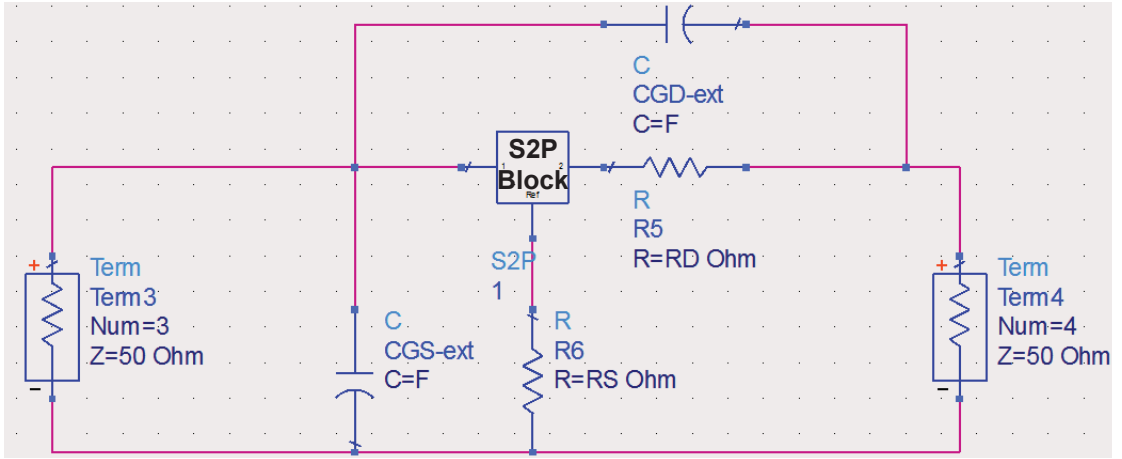 C
CGD-ext
C=F
S2P
Block
1
2
Ref
R
R5
R=RD Ohm
S2P
1
+
Term
Term3
Num=3
Z=50 Ohm
-
C
CGS-ext
C=F
R
R6
R=RS Ohm
+
Term
Term4
Num=4
Z=50 Ohm
-